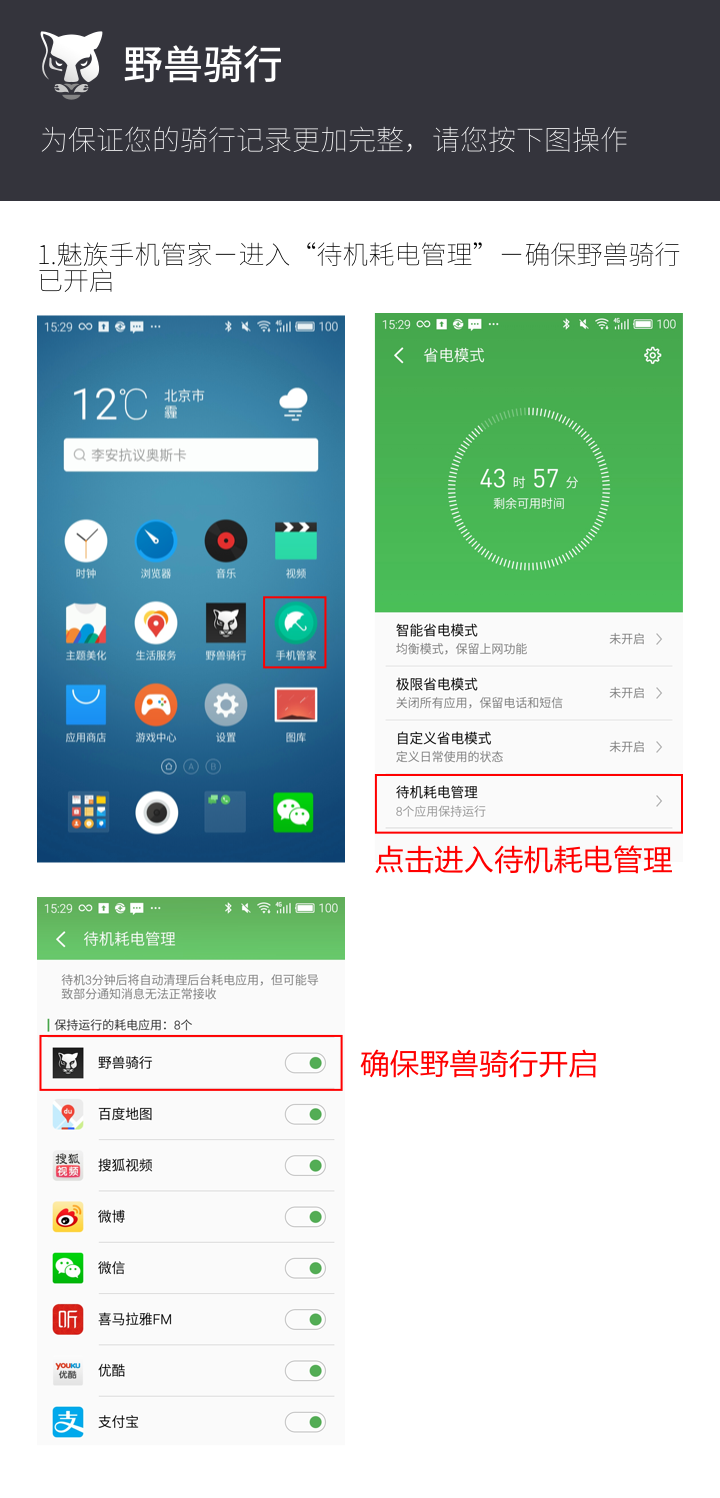 野兽骑行
为保证您的骑行记录更加完整，请您按下图操作
1.魅族手机管家－进入“待机耗电管理”－确保野兽骑行
已开启
15:29 100
12℃ 北京市
霾
李安抗议奥斯卡
时钟 浏览器 音乐 视频
主题美化 生活服务 野兽骑行 手机管家
应用商店 游戏中心 设置 图库
A B
15:29 100
省电模式
43 时 57 分
剩余可用时间
智能省电模式
均衡模式，保留上网功能
未开启
极限省电模式
关闭所有应用，保留电话和短信
未开启
自定义省电模式
定义日常使用的状态
未开启
待机耗电管理
8个应用保持运行
点击进入待机耗电管理
15:29 100
待机耗电管理
待机3分钟后将自动清理后台耗电应用，但可能导
致部分通知消息无法正常接收
保持运行的耗电应用：8个
野兽骑行
确保野兽骑行开启
du
百度地图
搜狐
视频
搜狐视频
微博
微信
听
喜马拉雅FM
YOUKU
优酷
优酷
支
支付宝